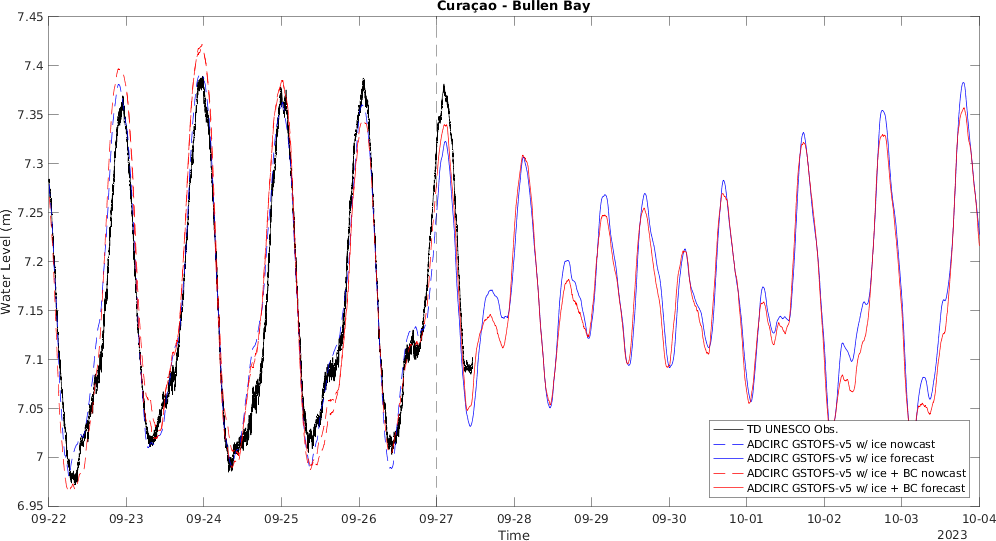 Curaçao - Bullen Bay
7.45
7.4
7.35
7.3
7.25
7.2
7.15
7.1
7.05
7
6.95
Water Level (m)
09-22 09-23 09-24 09-25 09-26 09-27 09-28 09-29 09-30 10-01 10-02 10-03 10-04
Time
2023
TD UNESCO Obs.
ADCIRC GSTOFS-v5 w/ ice nowcast
ADCIRC GSTOFS-v5 w/ ice forecast
ADCIRC GSTOFS-v5 w/ ice + BC nowcast
ADCIRC GSTOFS-v5 w/ ice + BC forecast